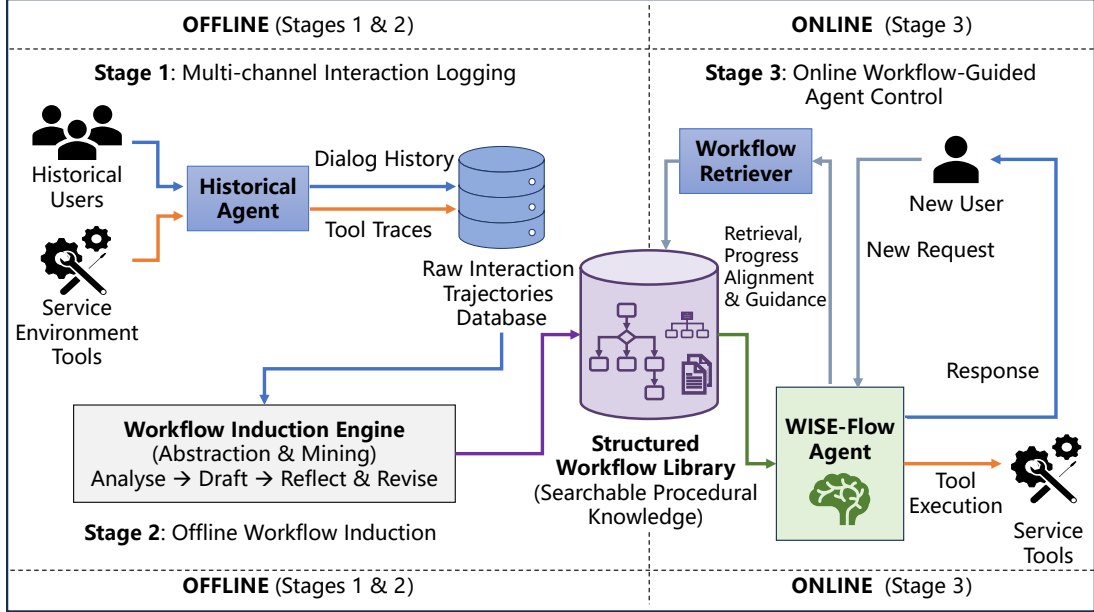 OFFLINE (Stages 1 & 2)
ONLINE (Stage 3)
Stage 1: Multi-channel Interaction Logging
Historical
Users
Service
Environment
Tools
Historical
Agent
Dialog History
Tool Traces
Raw Interaction
Trajectories
Database
Workflow Induction Engine
(Abstraction & Mining)
Analyse → Draft → Reflect & Revise
Stage 2: Offline Workflow Induction
Structured
Workflow Library
(Searchable Procedural
Knowledge)
Stage 3: Online Workflow-Guided
Agent Control
Workflow
Retriever
New User
New Request
Retrieval,
Progress
Alignment
& Guidance
Response
WISE-Flow
Agent
Tool
Execution
Service
Tools
OFFLINE (Stages 1 & 2)
ONLINE (Stage 3)